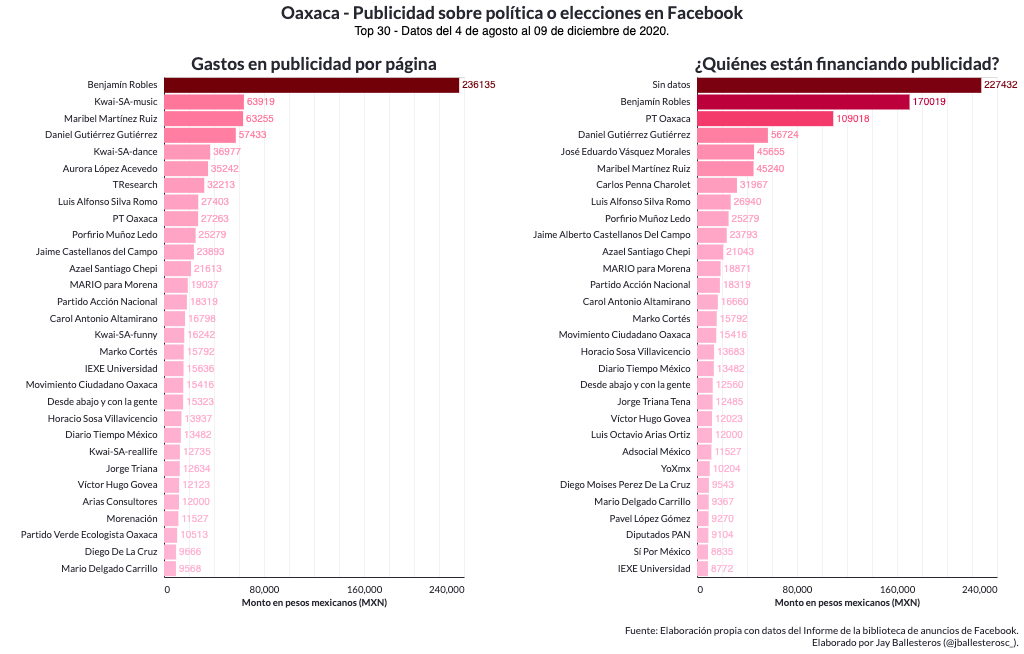 Oaxaca - Publicidad sobre política o elecciones en Facebook
Top 30 - Datos del 4 de agosto al 09 de diciembre de 2020.
Gastos en publicidad por página
Benjamín Robles 236135
Kwai-SA-music 63919
Maribel Martínez Ruiz 63255
Daniel Gutiérrez Gutiérrez 57433
Kwai-SA-dance 36977
Aurora López Acevedo 35242
TResearch 32213
Luis Alfonso Silva Romo 27403
PT Oaxaca 27263
Porfirio Muñoz Ledo 25279
Jaime Castellanos del Campo 23893
Azael Santiago Chepi 21613
MARIO para Morena 19037
Partido Acción Nacional 18319
Carol Antonio Altamirano 16798
Kwai-SA-funny 16242
Marko Cortés 15792
IEXE Universidad 15636
Movimiento Ciudadano Oaxaca 15416
Desde abajo y con la gente 15323
Horacio Sosa Villavicencio 13937
Diario Tiempo México 13482
Kwai-SA-reallife 12735
Jorge Triana 12634
Víctor Hugo Govea 12123
Arias Consultores 12000
Morenación 11527
Partido Verde Ecologista Oaxaca 10513
Diego De La Cruz 9666
Mario Delgado Carrillo 9568
0 80,000 160,000 240,000
Monto en pesos mexicanos (MXN)
¿Quiénes están financiando publicidad?
Sin datos 227432
Benjamín Robles 170019
PT Oaxaca 109018
Daniel Gutiérrez Gutiérrez 56724
José Eduardo Vásquez Morales 45655
Maribel Martínez Ruiz 45240
Carlos Penna Charolet 31967
Luis Alfonso Silva Romo 26940
Porfirio Muñoz Ledo 25279
Jaime Alberto Castellanos Del Campo 23793
Azael Santiago Chepi 21043
MARIO para Morena 18871
Partido Acción Nacional 18319
Carol Antonio Altamirano 16660
Marko Cortés 15792
Movimiento Ciudadano Oaxaca 15416
Horacio Sosa Villavicencio 13683
Diario Tiempo México 13482
Desde abajo y con la gente 12560
Jorge Triana Tena 12485
Víctor Hugo Govea 12023
Luis Octavio Arias Ortiz 12000
Adsocial México 11527
YoXmx 10204
Diego Moises Perez De La Cruz 9543
Mario Delgado Carrillo 9367
Pavel López Gómez 9270
Diputados PAN 9104
Sí Por México 8835
IEXE Universidad 8772
0 80,000 160,000 240,000
Monto en pesos mexicanos (MXN)
Fuente: Elaboración propia con datos del Informe de la biblioteca de anuncios de Facebook.
Elaborado por Jay Ballesteros (@jballesterosc_).